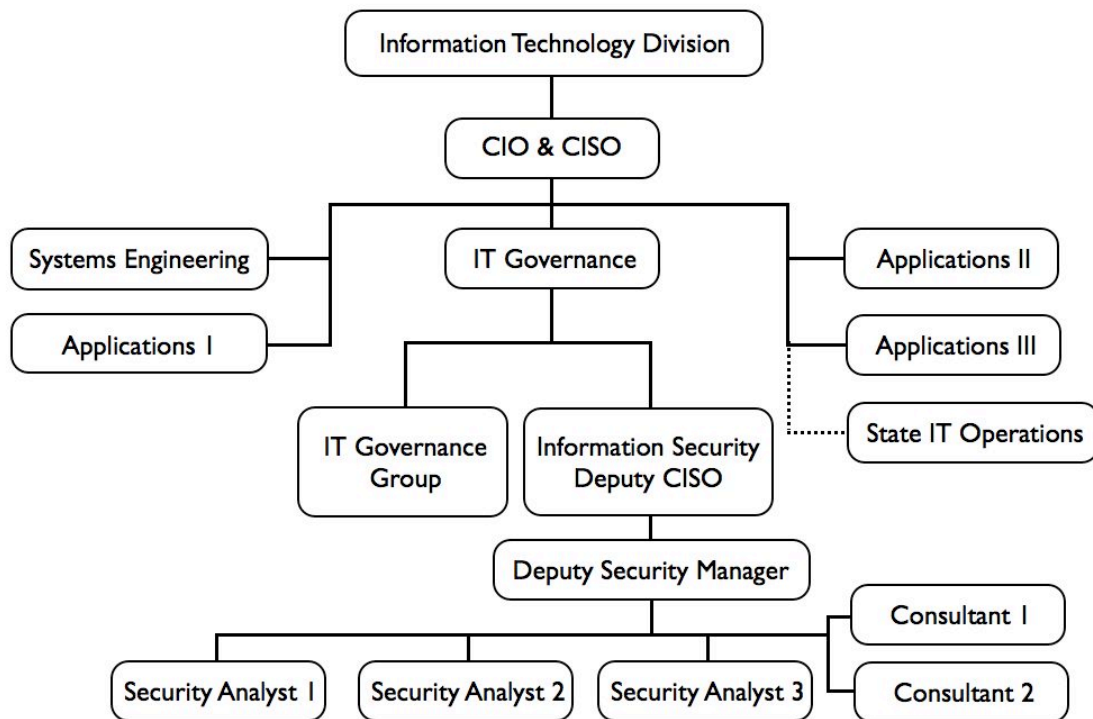 Information Technology Division
CIO & CISO
Systems Engineering
IT Governance
Applications II
Applications I
Applications III
IT Governance
Group
Information Security
Deputy CISO
State IT Operations
Deputy Security Manager
Consultant 1
Security Analyst 1
Security Analyst 2
Security Analyst 3
Consultant 2